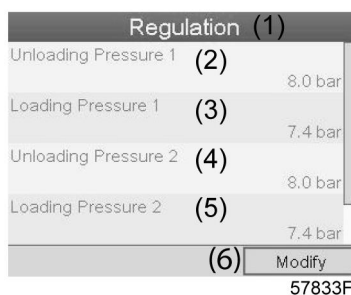 Regulation (1)
Unloading Pressure 1 (2)
8.0 bar
Loading Pressure 1 (3)
7.4 bar
Unloading Pressure 2 (4)
8.0 bar
Loading Pressure 2 (5)
7.4 bar
(6) Modify
57833F